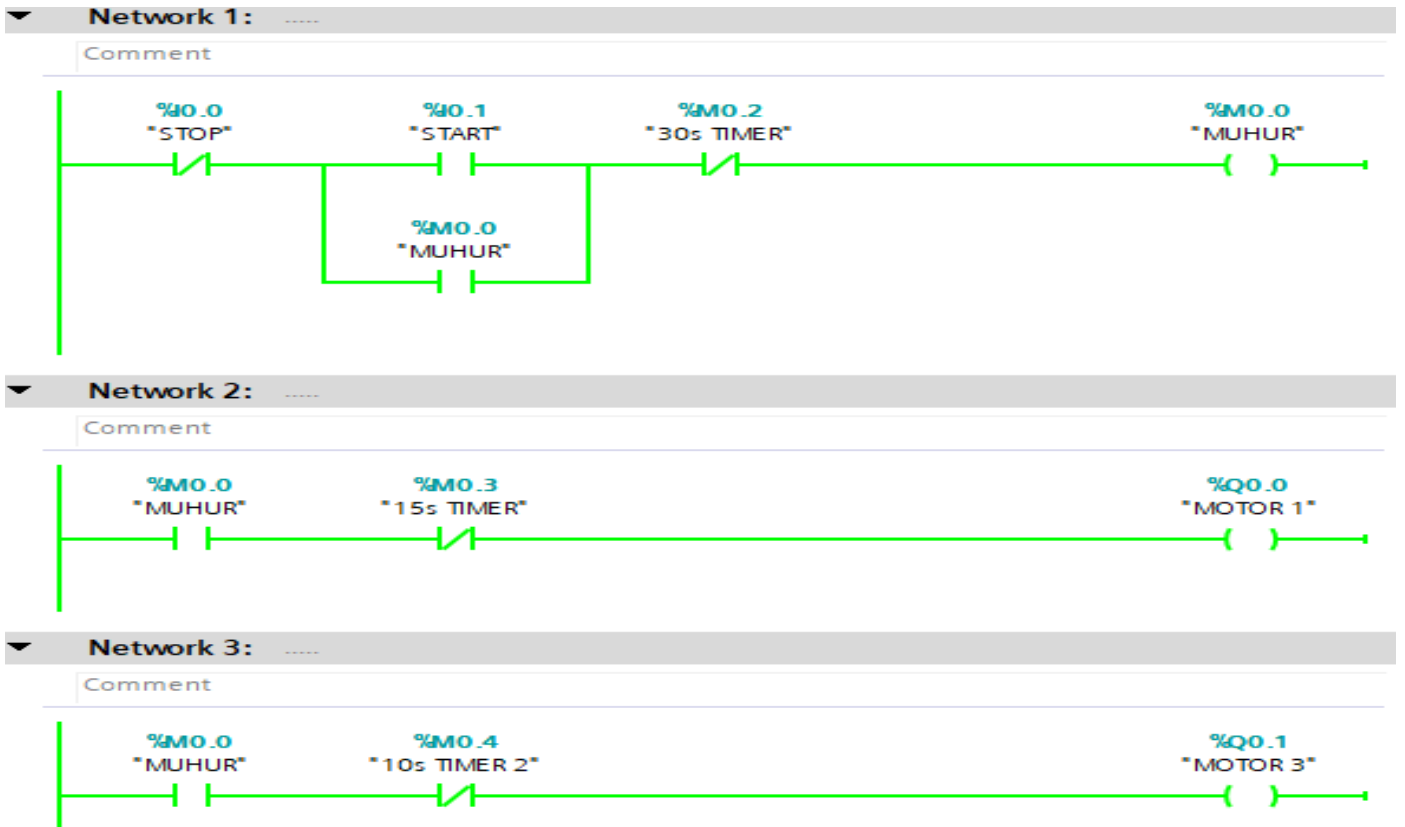 Network 1: .....
Comment
%I0.0 %I0.1 %M0.2 %M0.0
"STOP" "START" "30s TIMER" "MUHUR"
%M0.0
"MUHUR"
Network 2: .....
Comment
%M0.0 %M0.3 %Q0.0
"MUHUR" "15s TIMER" "MOTOR 1"
Network 3: .....
Comment
%M0.0 %M0.4 %Q0.1
"MUHUR" "10s TIMER 2" "MOTOR 3"